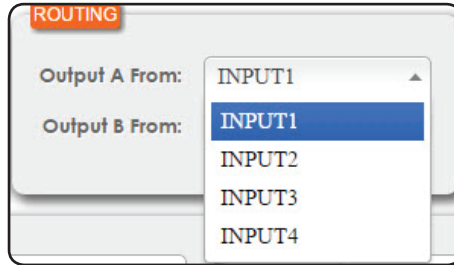 ROUTING
Output A From: INPUT1
Output B From: INPUT1
INPUT2
INPUT3
INPUT4